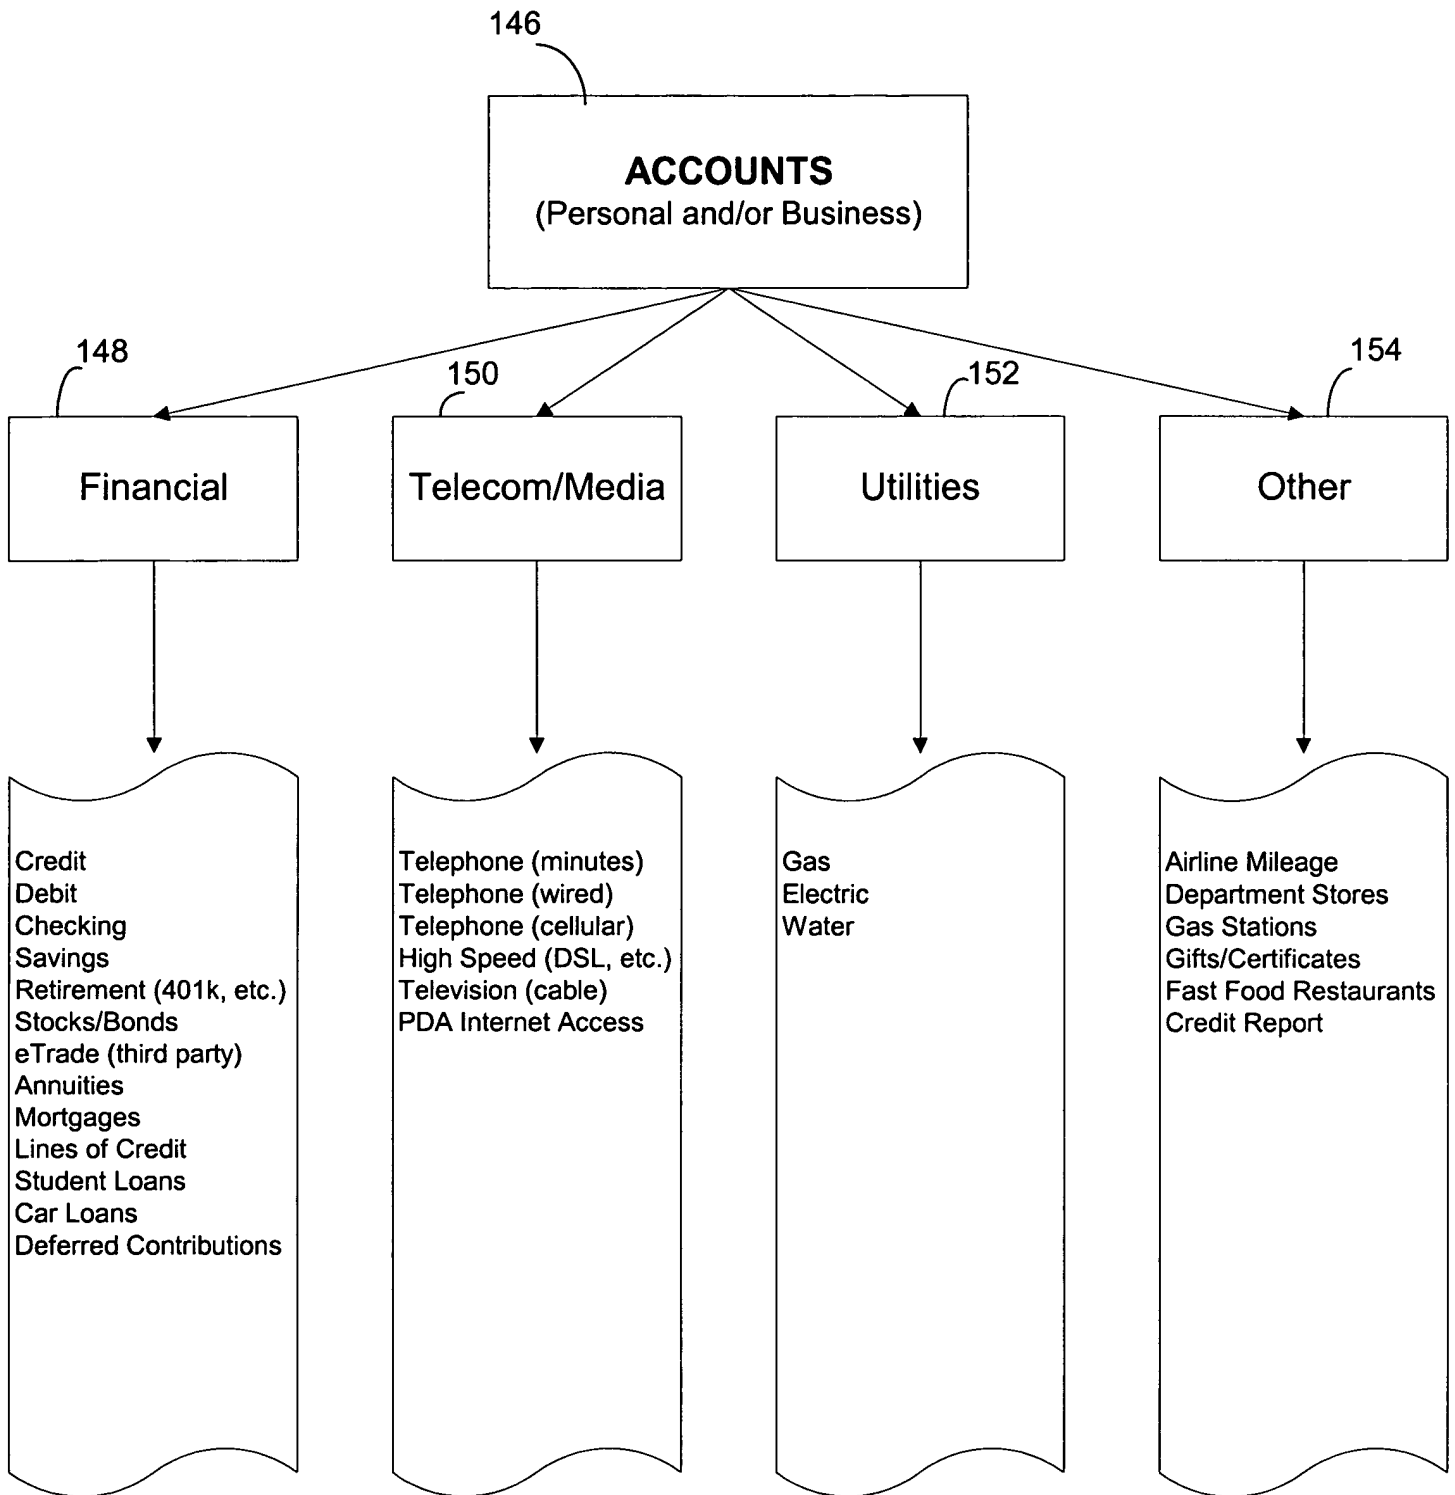 146
ACCOUNTS
(Personal and/or Business)
148
150
152
154
Financial
Telecom/Media
Utilities
Other
Credit
Debit
Checking
Savings
Retirement (401k, etc.)
Stocks/Bonds
eTrade (third party)
Annuities
Mortgages
Lines of Credit
Student Loans
Car Loans
Deferred Contributions
Telephone (minutes)
Telephone (wired)
Telephone (cellular)
High Speed (DSL, etc.)
Television (cable)
PDA Internet Access
Gas
Electric
Water
Airline Mileage
Department Stores
Gas Stations
Gifts/Certificates
Fast Food Restaurants
Credit Report